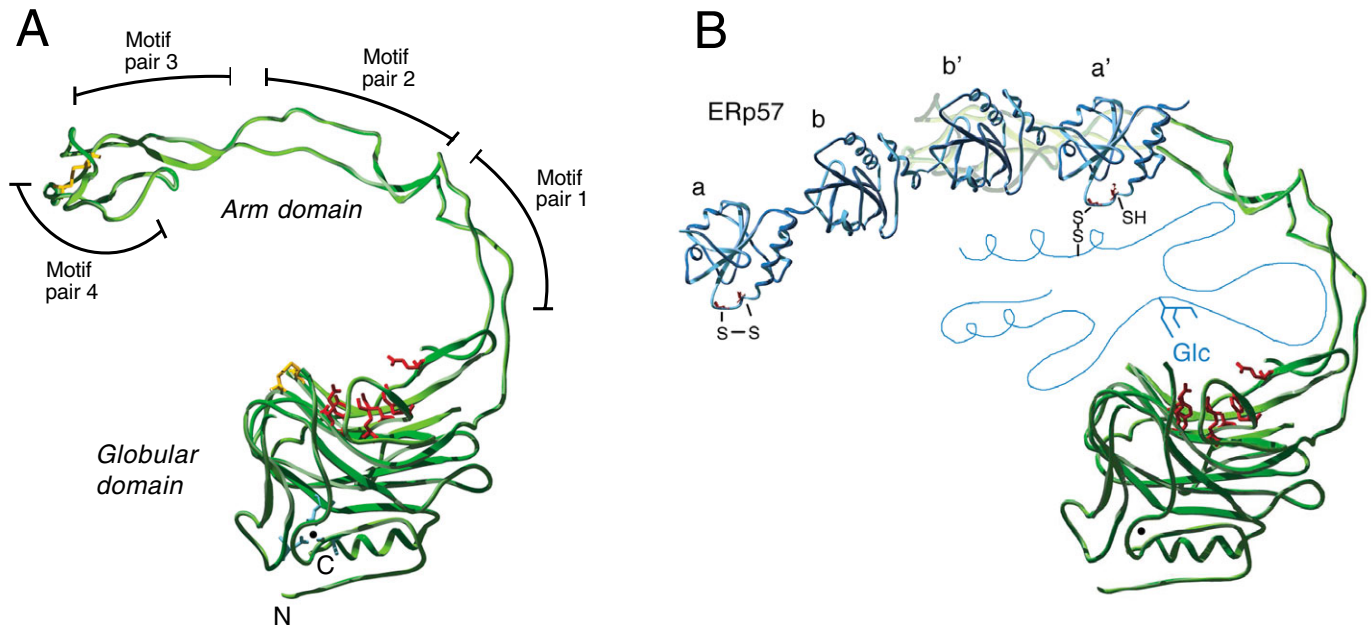 A
Motif
pair 3
Motif
pair 2
Motif
pair 1
Arm domain
Motif
pair 4
Globular
domain
C
N
B
ERp57
a
b
b'
a'
S
S
SH
S–S
Glc